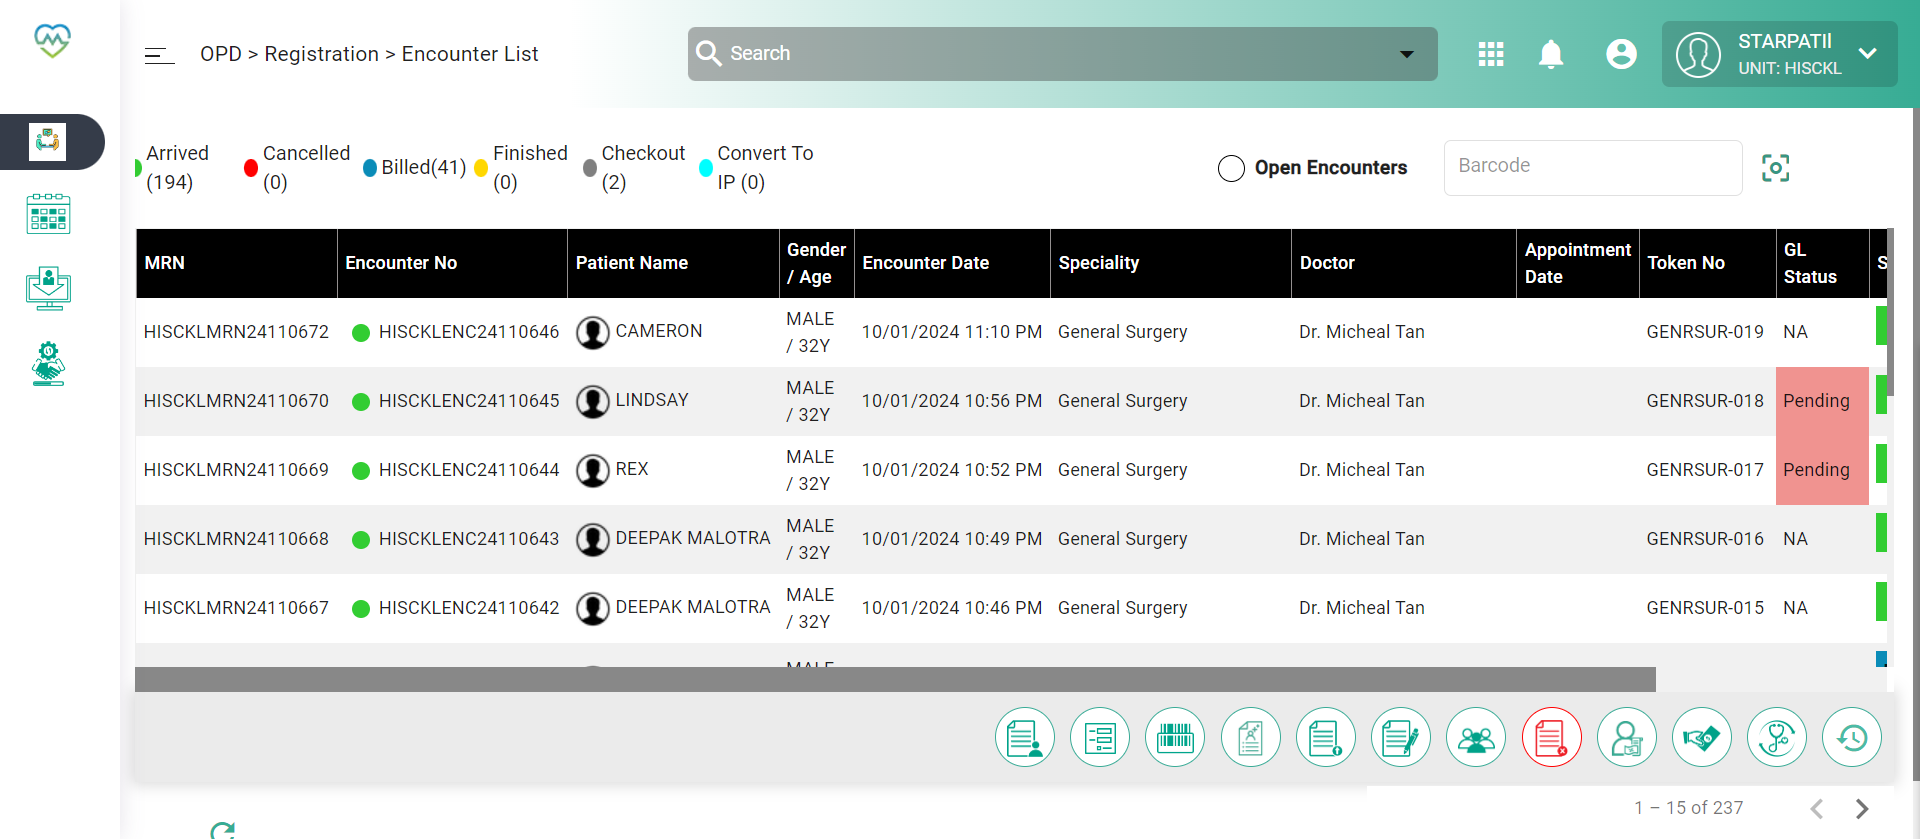 OPD > Registration > Encounter List
Search
STARPATII
UNIT: HISCKL
Arrived (194)
Cancelled (0)
Billed(41)
Finished (0)
Checkout (2)
Convert To IP (0)
Open Encounters
Barcode
MRN Encounter No Patient Name Gender / Age Encounter Date Speciality Doctor Appointment Date Token No GL Status S
HISCKLMRN24110672 HISCKLENC24110646 CAMERON MALE / 32Y 10/01/2024 11:10 PM General Surgery Dr. Micheal Tan GENRSUR-019 NA
HISCKLMRN24110670 HISCKLENC24110645 LINDSAY MALE / 32Y 10/01/2024 10:56 PM General Surgery Dr. Micheal Tan GENRSUR-018 Pending
HISCKLMRN24110669 HISCKLENC24110644 REX MALE / 32Y 10/01/2024 10:52 PM General Surgery Dr. Micheal Tan GENRSUR-017 Pending
HISCKLMRN24110668 HISCKLENC24110643 DEEPAK MALOTRA MALE / 32Y 10/01/2024 10:49 PM General Surgery Dr. Micheal Tan GENRSUR-016 NA
HISCKLMRN24110667 HISCKLENC24110642 DEEPAK MALOTRA MALE / 32Y 10/01/2024 10:46 PM General Surgery Dr. Micheal Tan GENRSUR-015 NA
MALE
1 – 15 of 237